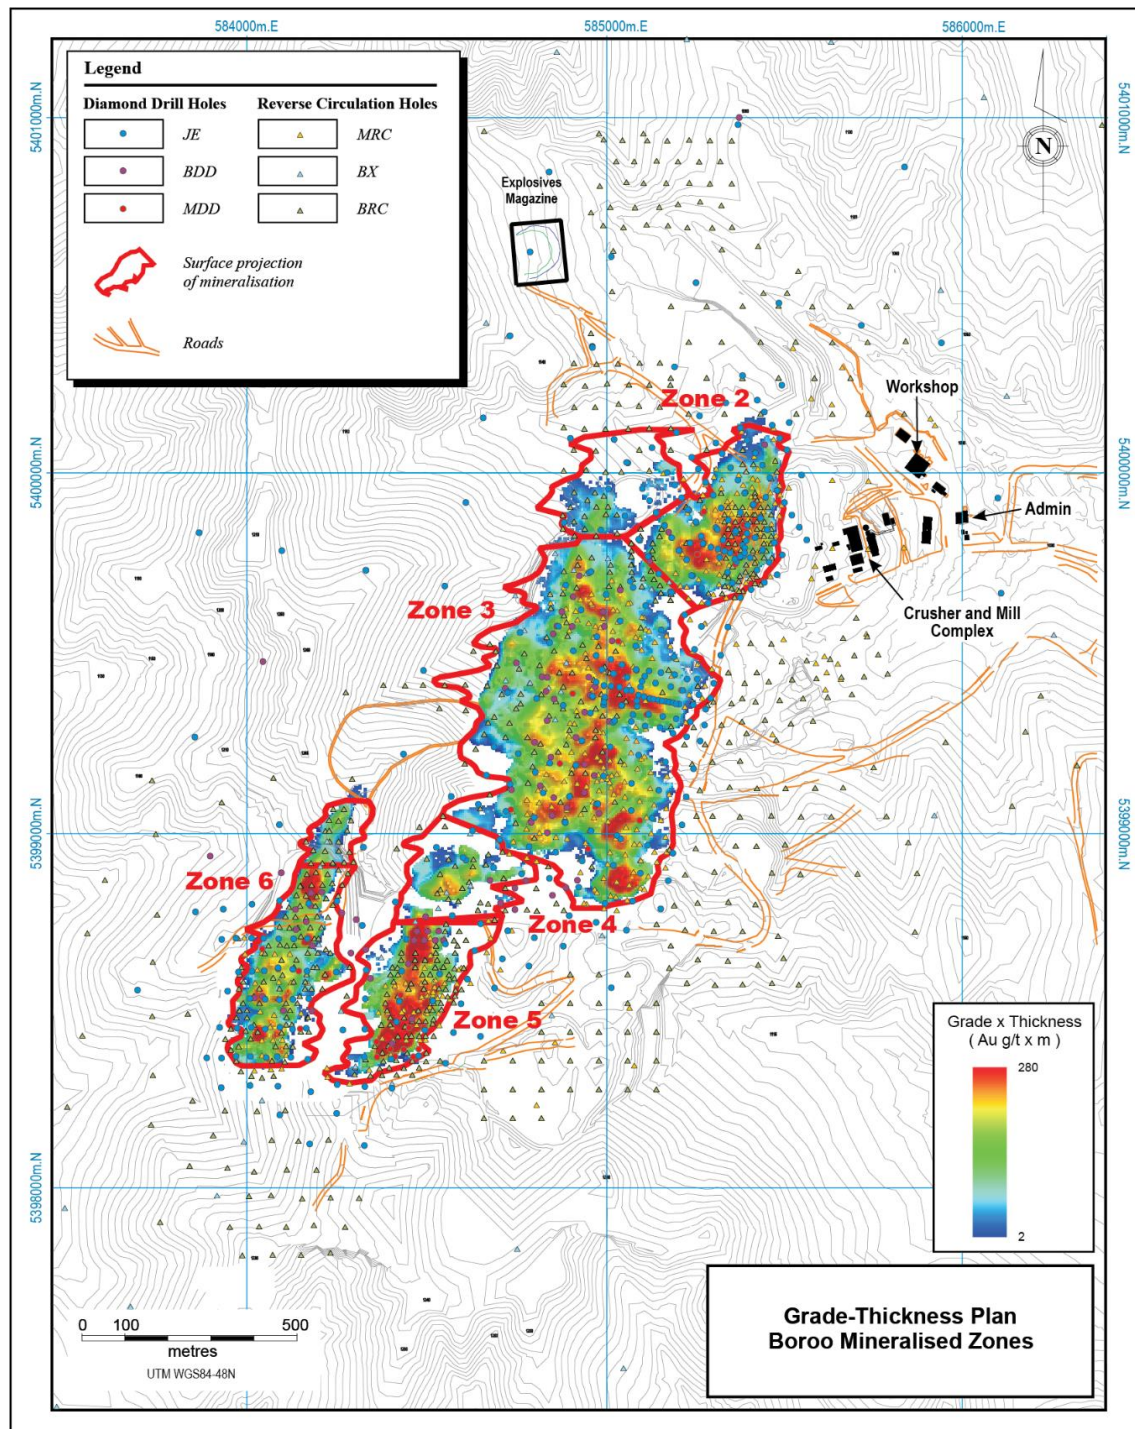 584000m.E
585000m.E
586000m.E
5401000m.N
5401000m.N
Legend
Diamond Drill Holes
Reverse Circulation Holes
JE
MRC
BDD
BX
MDD
BRC
Surface projection
of mineralisation
Roads
Explosives
Magazine
N
Zone 2
Workshop
5400000m.N
5400000m.N
Admin
Zone 3
Crusher and Mill
Complex
5399000m.N
5399000m.N
Zone 6
Zone 4
Zone 5
Grade x Thickness
( Au g/t x m )
280
2
5398000m.N
Grade-Thickness Plan
Boroo Mineralised Zones
0 100 500
metres
UTM WGS84-48N